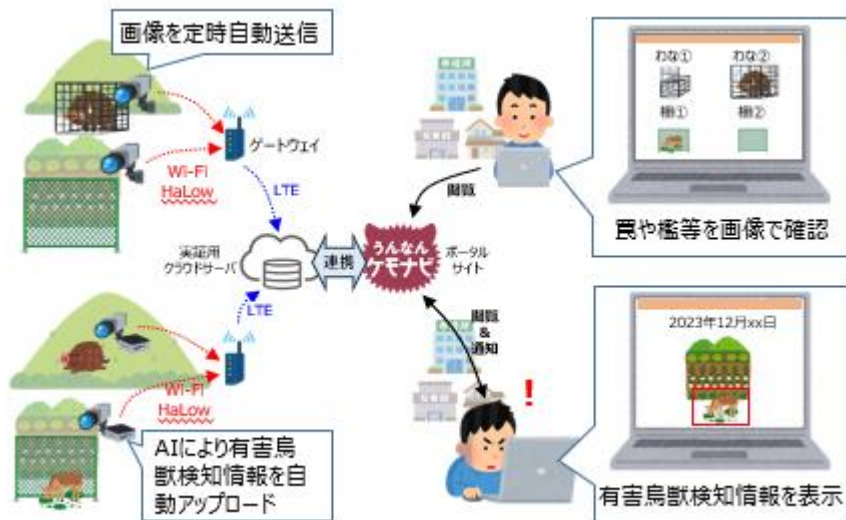 画像を定時自動送信
ゲートウェイ
Wi-Fi
HaLow
LTE
実証用
クラウドサーバ
連携
うんなん
ケモナビ
ポータル
サイト
閲覧
わな①
わな②
柵①
柵②
罠や檻等を画像で確認
LTE
Wi-Fi
HaLow
AIにより有害鳥
獣検知情報を自
動アップロード
閲覧
&
通知
!
2023年12月xx日
有害鳥獣検知情報を表示